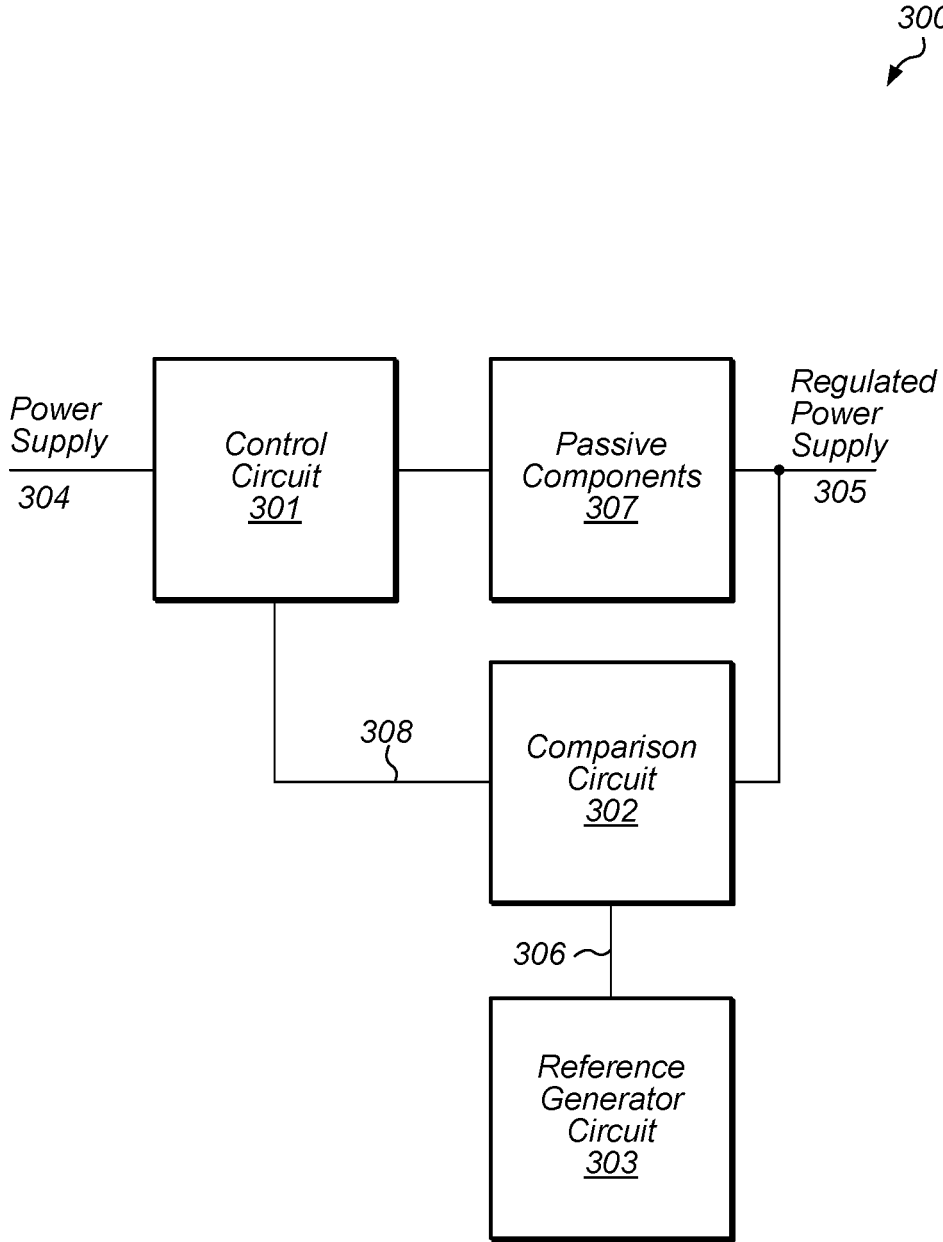 300
Power
Supply
304
Control
Circuit
301
Passive
Components
307
Regulated
Power
Supply
305
308
Comparison
Circuit
302
306
Reference
Generator
Circuit
303